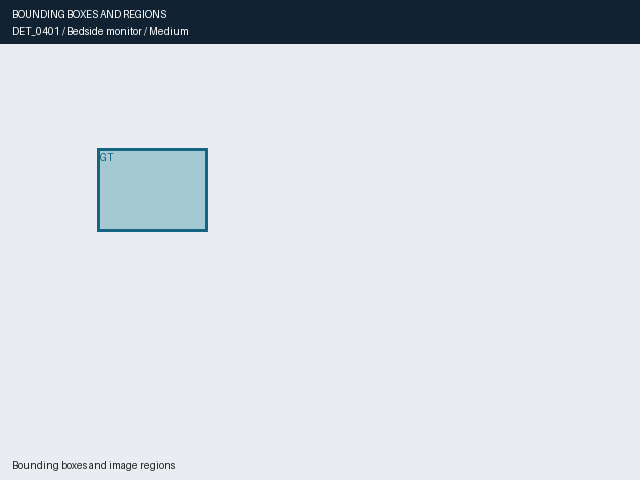 BOUNDING BOXES AND REGIONS
DET_0401 / Bedside monitor / Medium
GT
Bounding boxes and image regions